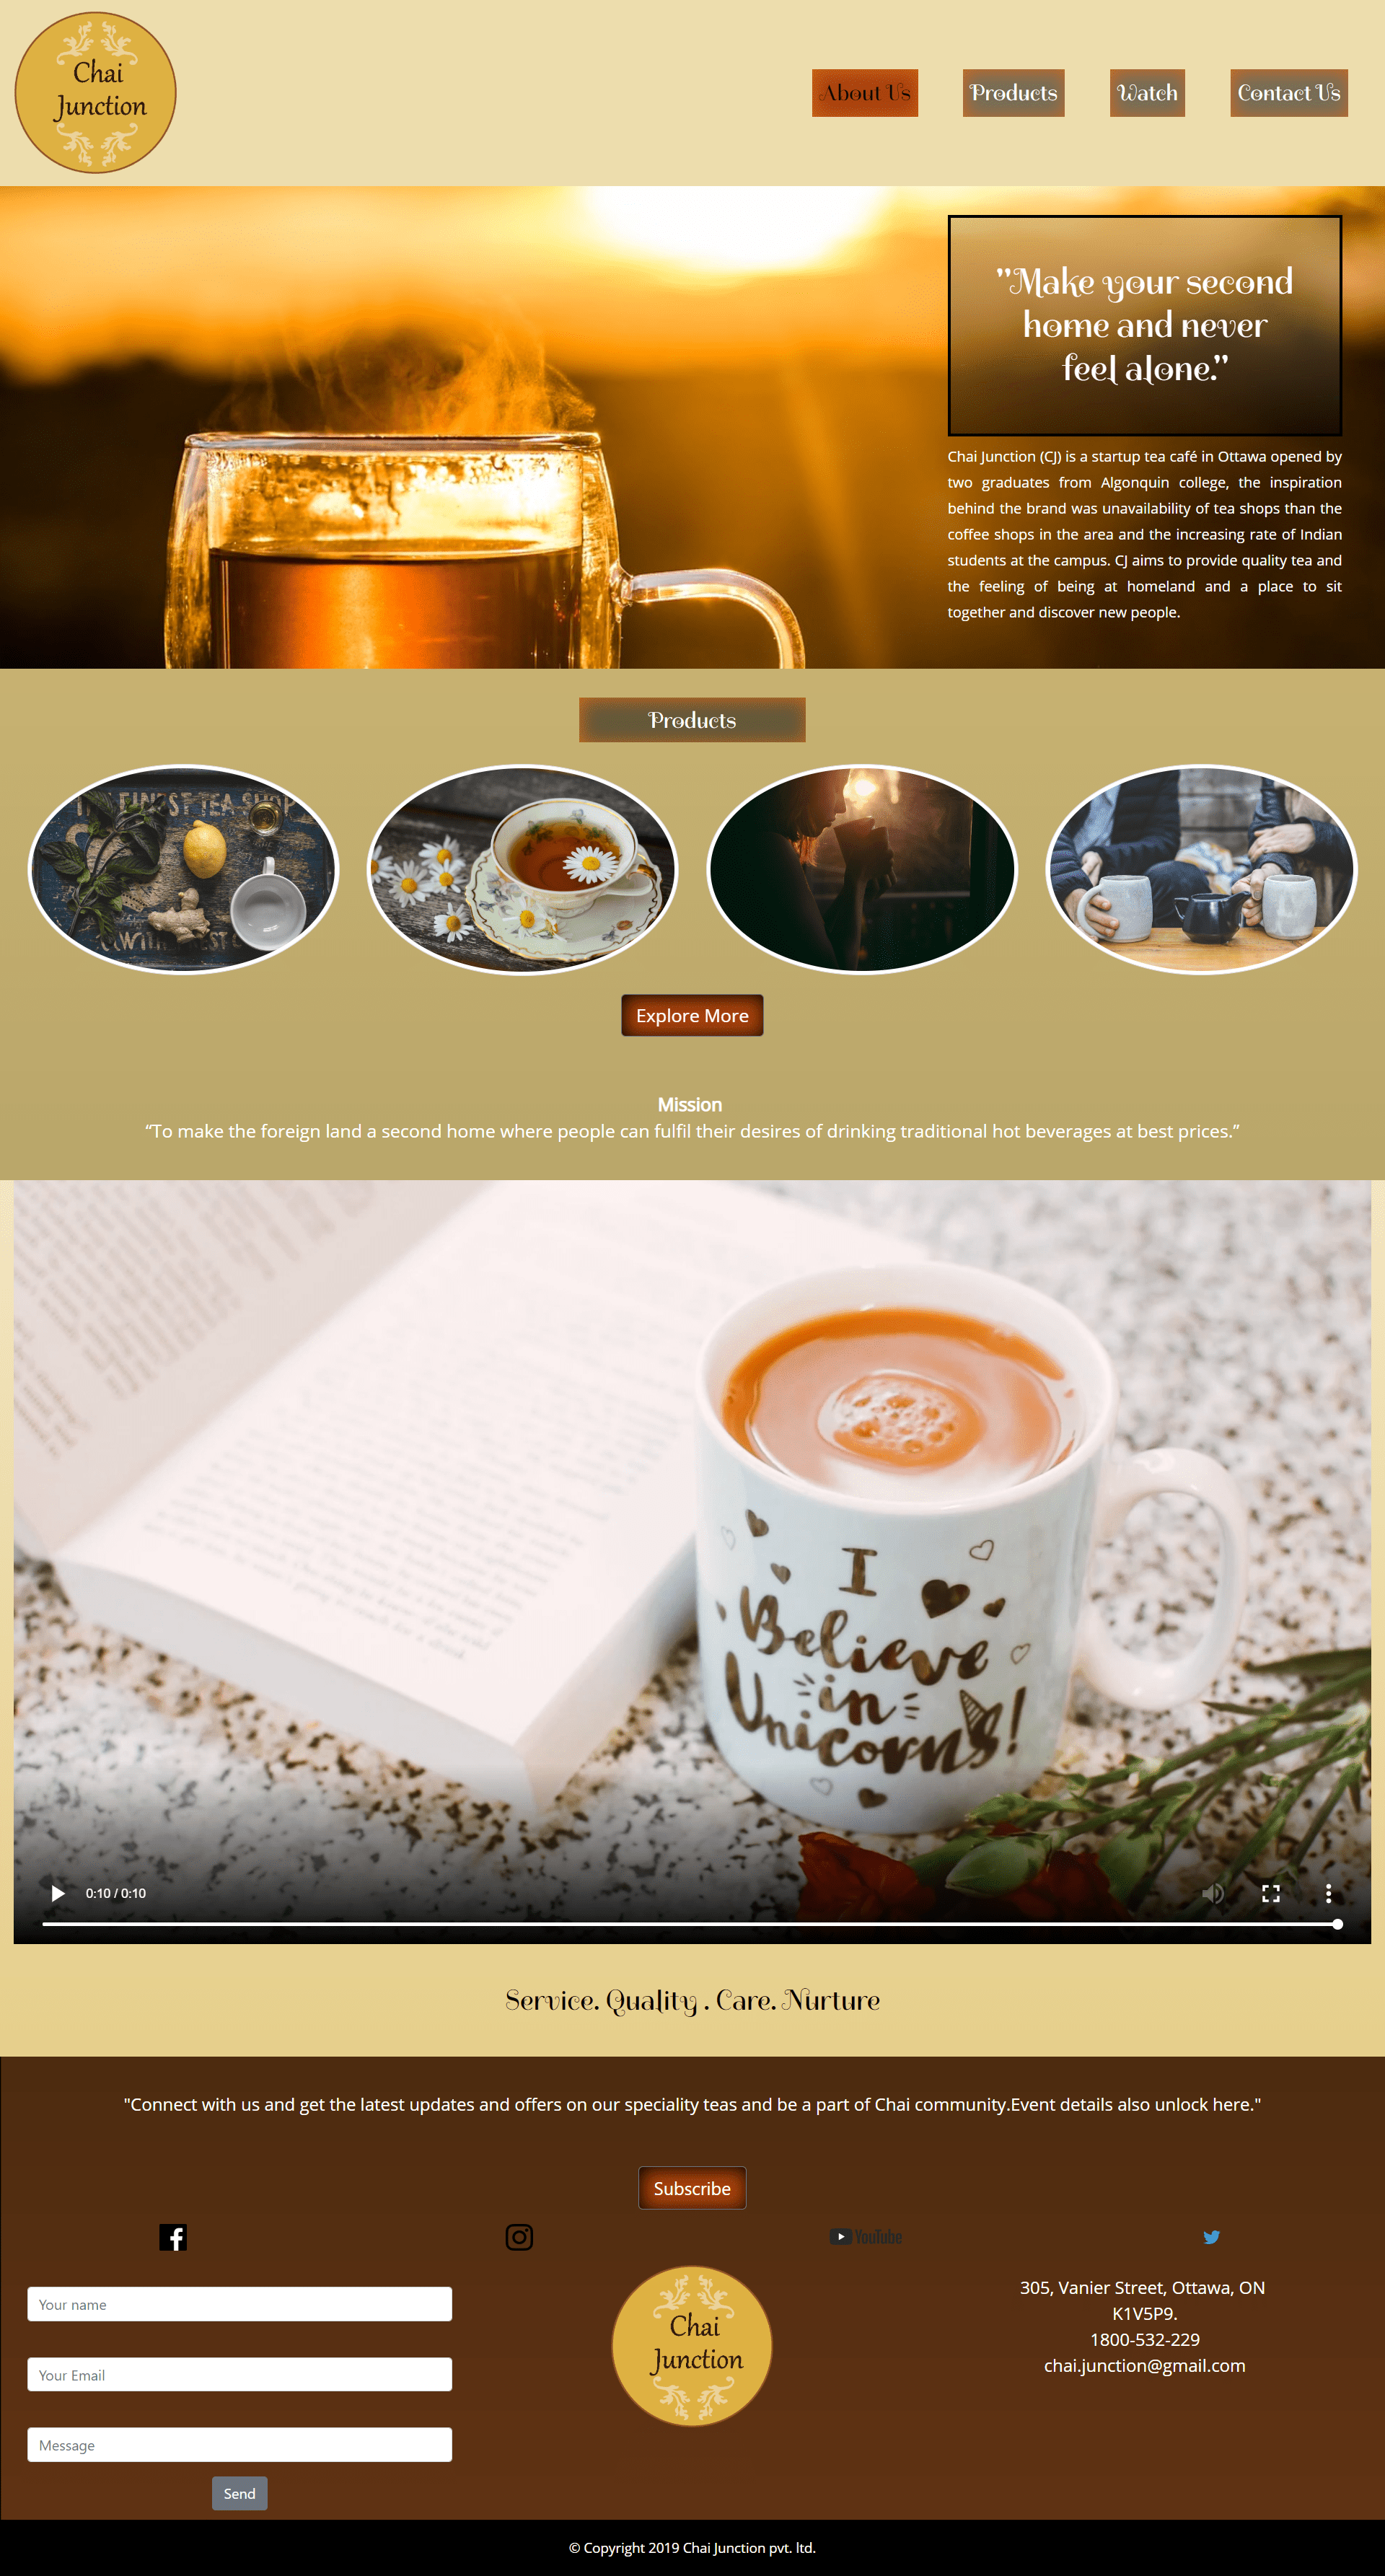 Chai
Junction
About Us
Products
Watch
Contact Us
"Make your second
home and never
feel alone."
Chai Junction (CJ) is a startup tea café in Ottawa opened by
two graduates from Algonquin college, the inspiration
behind the brand was unavailability of tea shops than the
coffee shops in the area and the increasing rate of Indian
students at the campus. CJ aims to provide quality tea and
the feeling of being at homeland and a place to sit
together and discover new people.
Products
FINEST TEA SHOP
Explore More
Mission
“To make the foreign land a second home where people can fulfil their desires of drinking traditional hot beverages at best prices.”
I
Believe
in
Unicorns!
0:10 / 0:10
Service. Quality . Care. Nurture
"Connect with us and get the latest updates and offers on our speciality teas and be a part of Chai community.Event details also unlock here."
Subscribe
YouTube
Your name
Your Email
Message
Send
Chai
Junction
305, Vanier Street, Ottawa, ON
K1V5P9.
1800-532-229
chai.junction@gmail.com
© Copyright 2019 Chai Junction pvt. ltd.